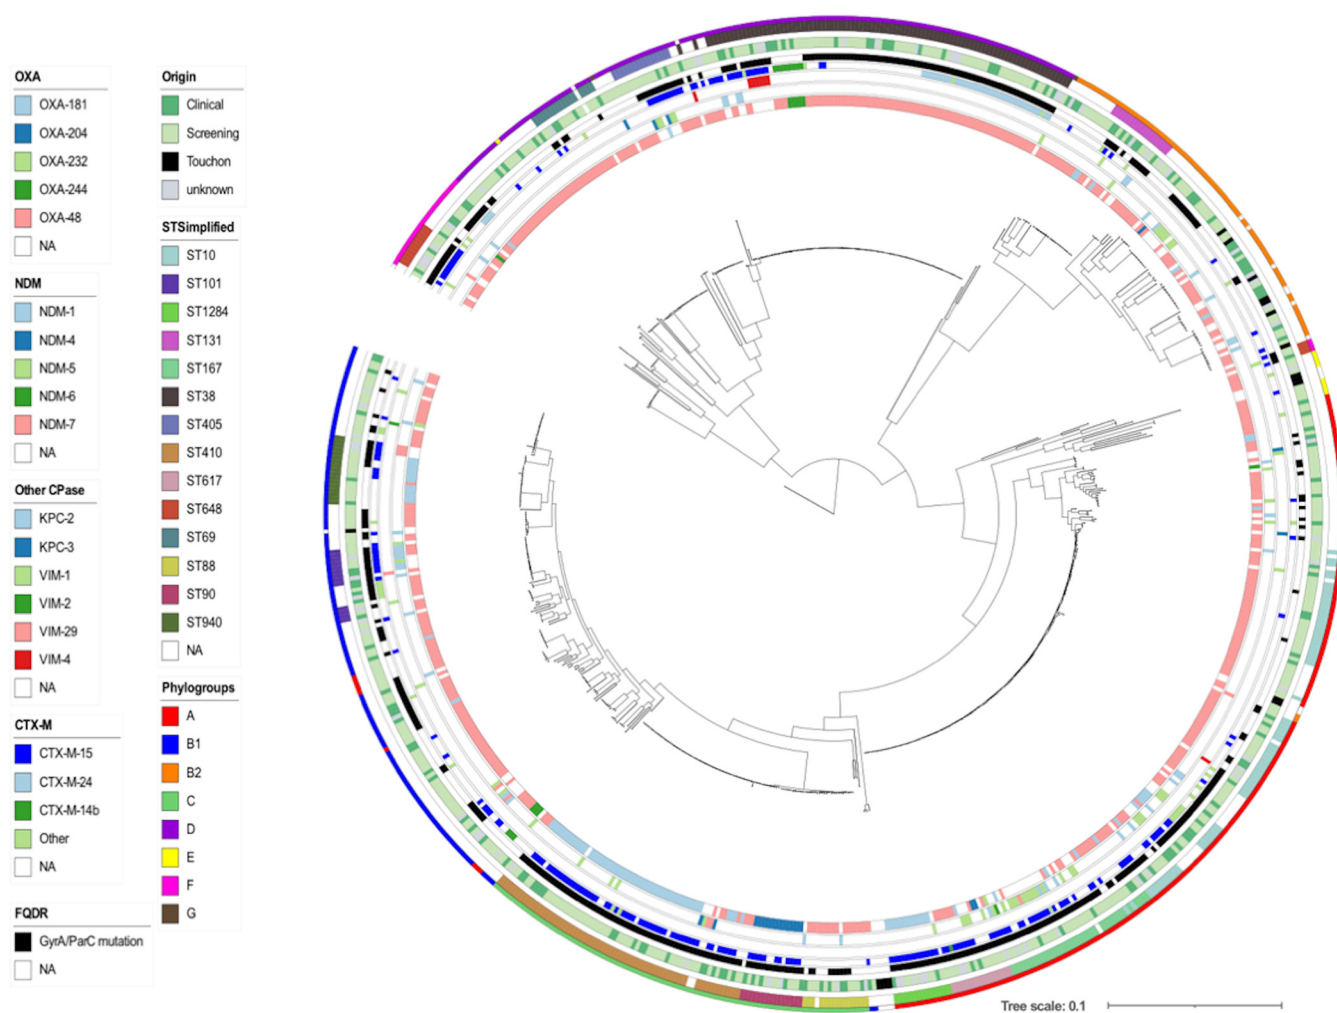 OXA
OXA-181
OXA-204
OXA-232
OXA-244
OXA-48
NA
NDM
NDM-1
NDM-4
NDM-5
NDM-6
NDM-7
NA
Other CPase
KPC-2
KPC-3
VIM-1
VIM-2
VIM-29
VIM-4
NA
CTX-M
CTX-M-15
CTX-M-24
CTX-M-14b
Other
NA
FQDR
GyrA/ParC mutation
NA
Origin
Clinical
Screening
Touchon
unknown
STSimplified
ST10
ST101
ST1284
ST131
ST167
ST38
ST405
ST410
ST617
ST648
ST69
ST88
ST90
ST940
NA
Phylogroups
A
B1
B2
C
D
E
F
G
Tree scale: 0.1